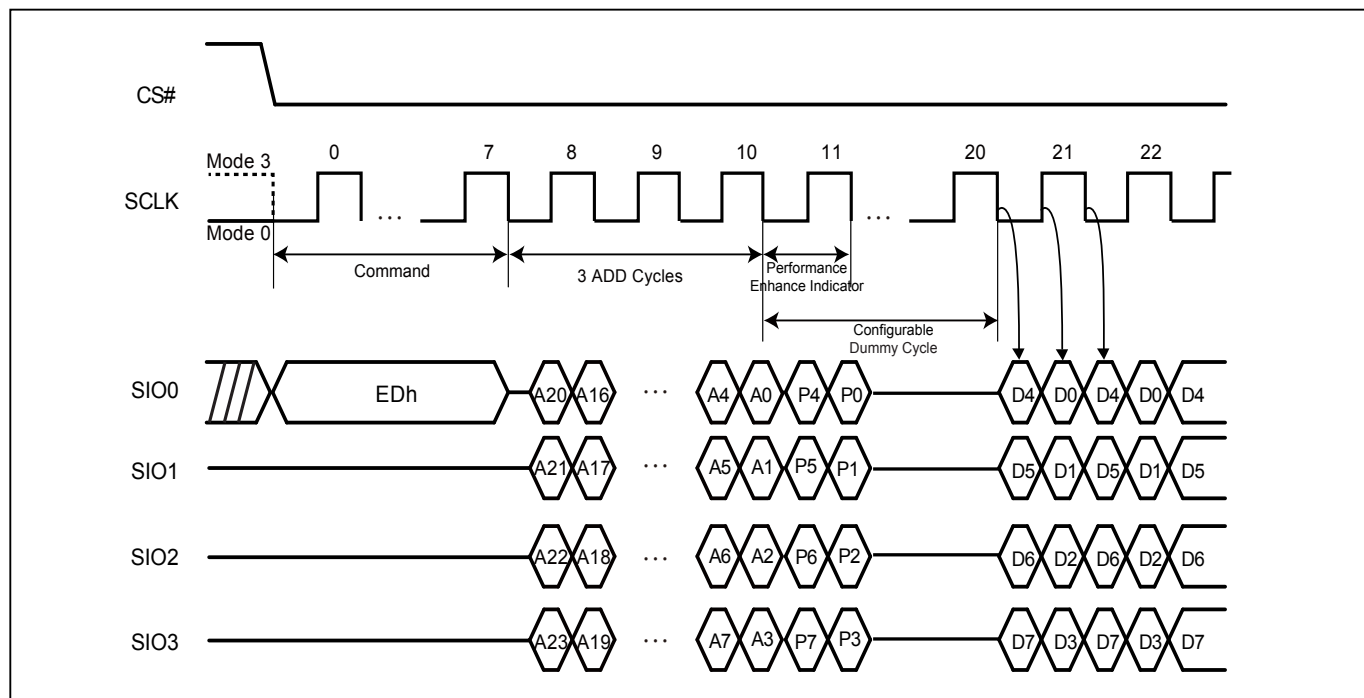 CS#
0 7 8 9 10 11 20 21 22
Mode 3
SCLK
Mode 0
... ...
Command
3 ADD Cycles
Performance
Enhance Indicator
Configurable
Dummy Cycle
SIO0 EDh A20 A16 ... A4 A0 P4 P0 D4 D0 D4 D0 D4
SIO1 A21 A17 ... A5 A1 P5 P1 D5 D1 D5 D1 D5
SIO2 A22 A18 ... A6 A2 P6 P2 D6 D2 D6 D2 D6
SIO3 A23 A19 ... A7 A3 P7 P3 D7 D3 D7 D3 D7